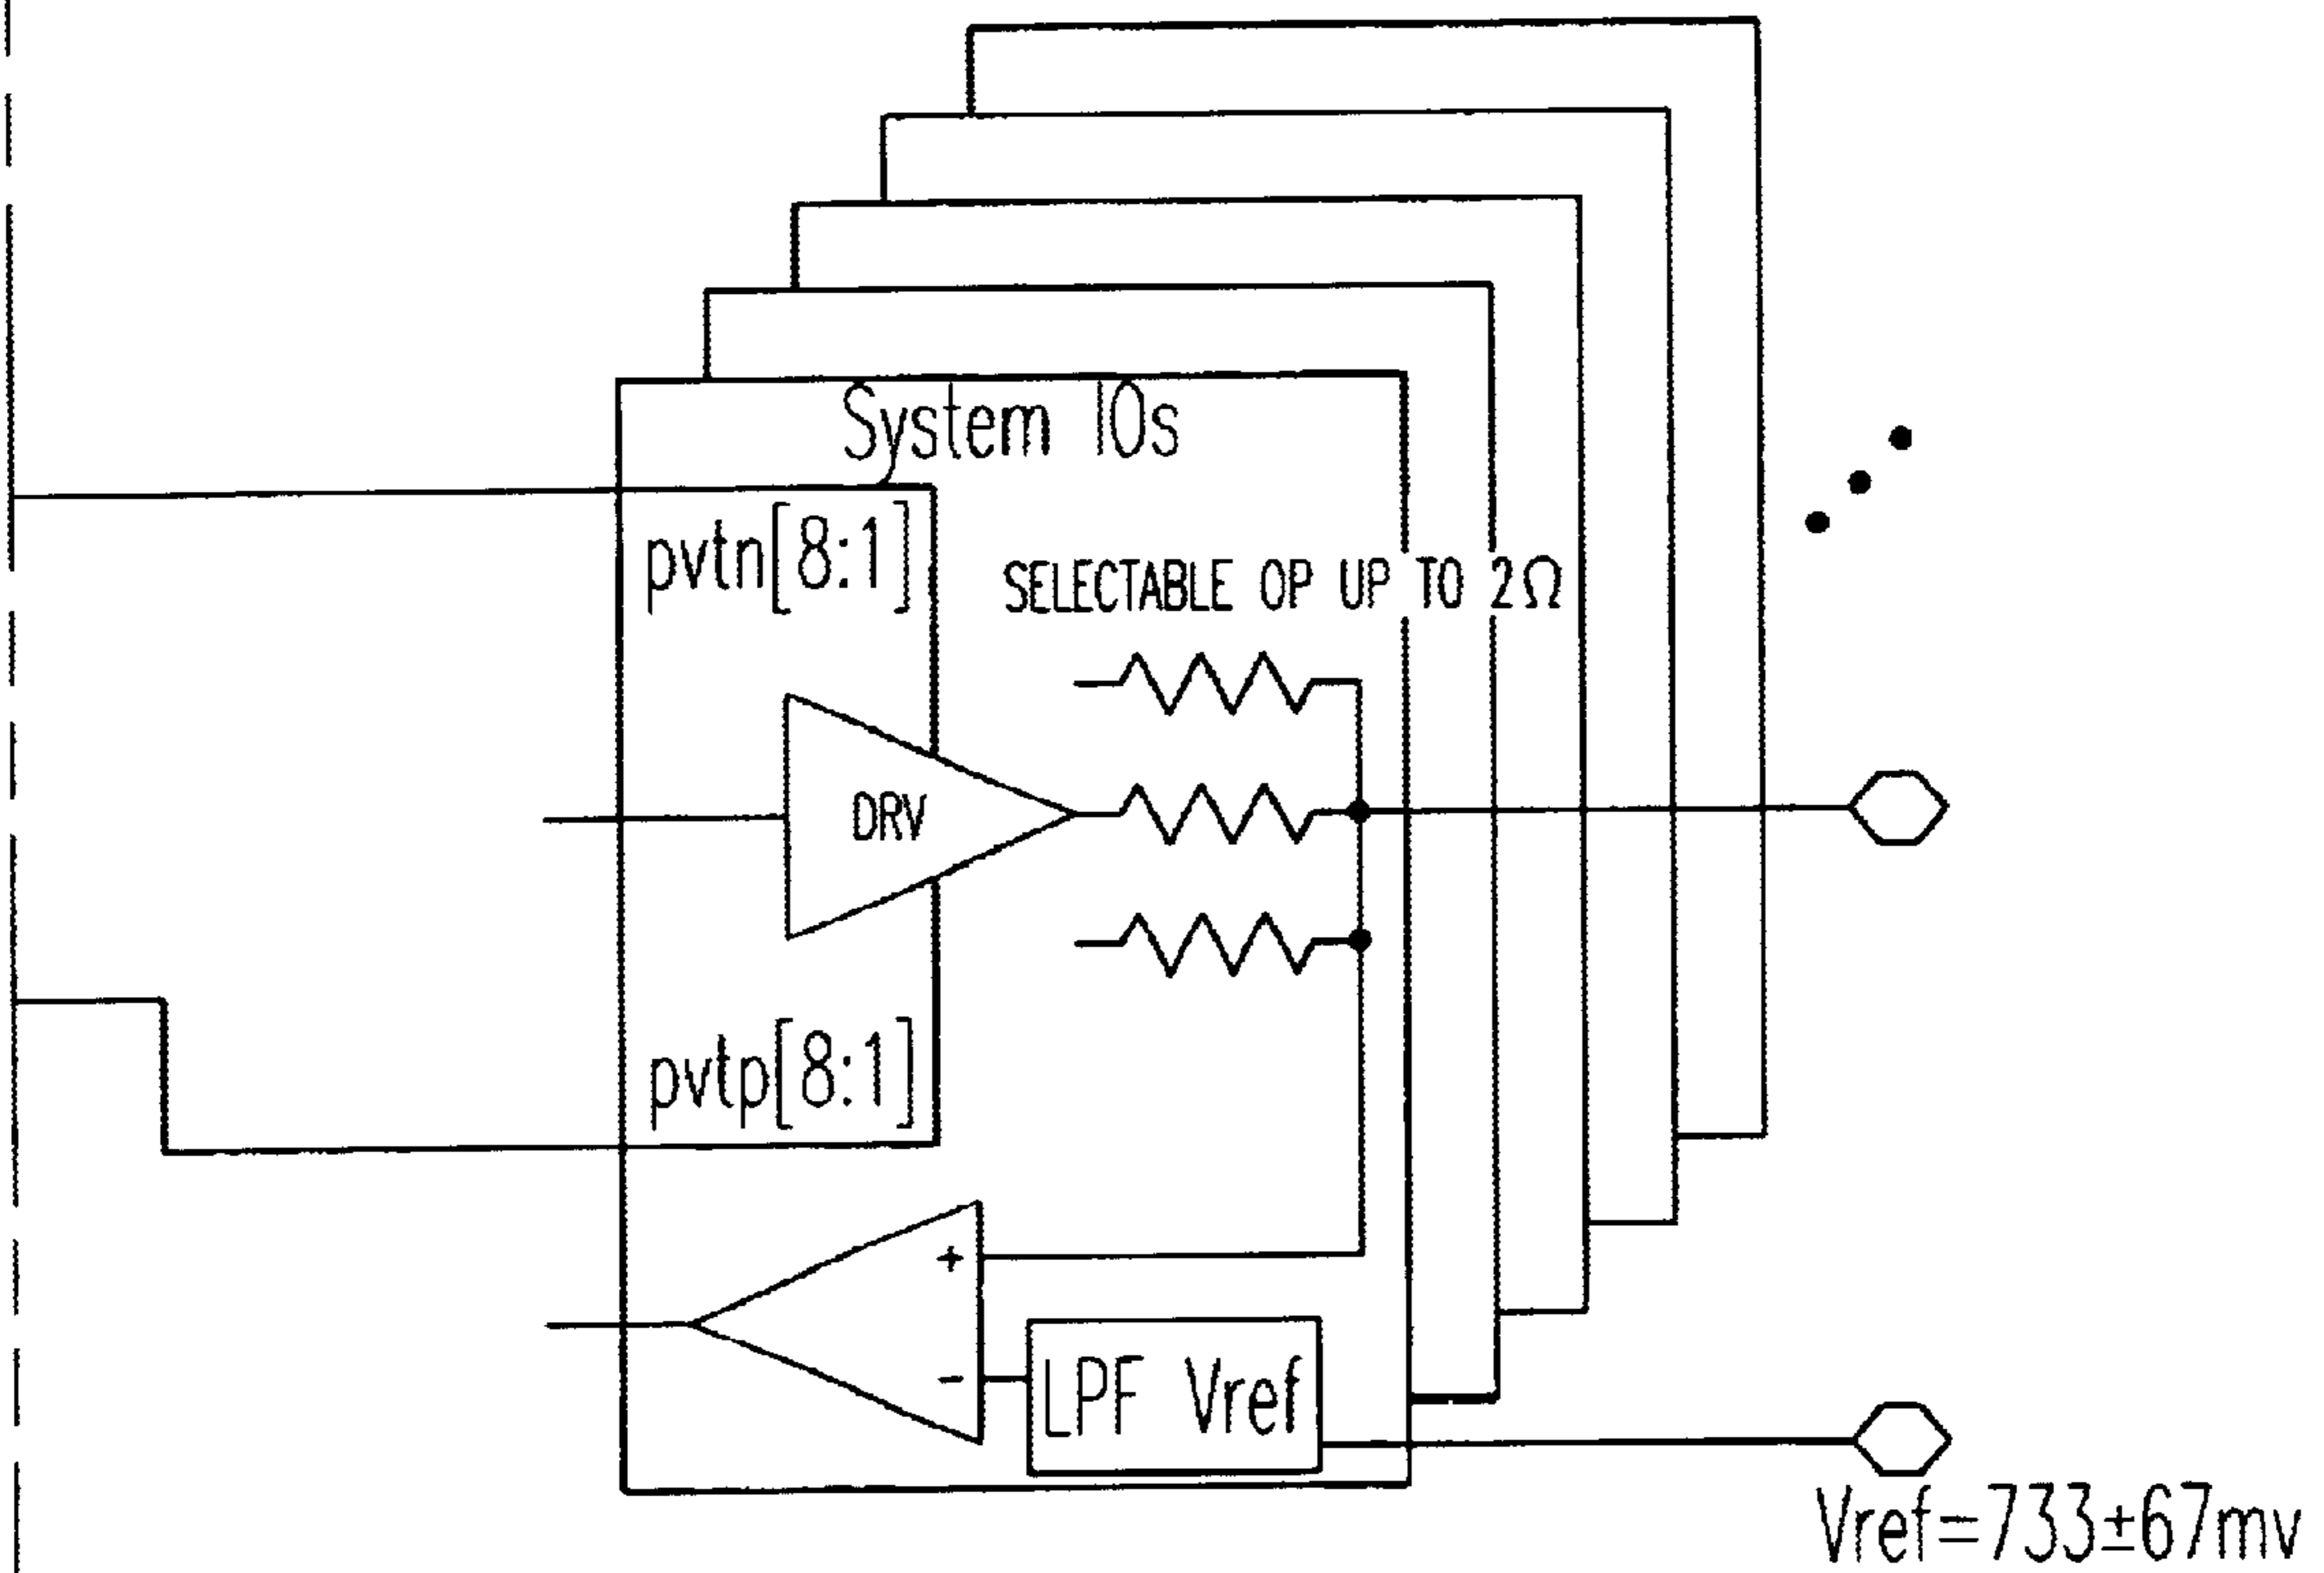 System IOs
pvtn[8:1]
SELECTABLE OP UP TO 2Ω
DRV
pvtp[8:1]
+
-
LPF Vref
Vref=733±67mv